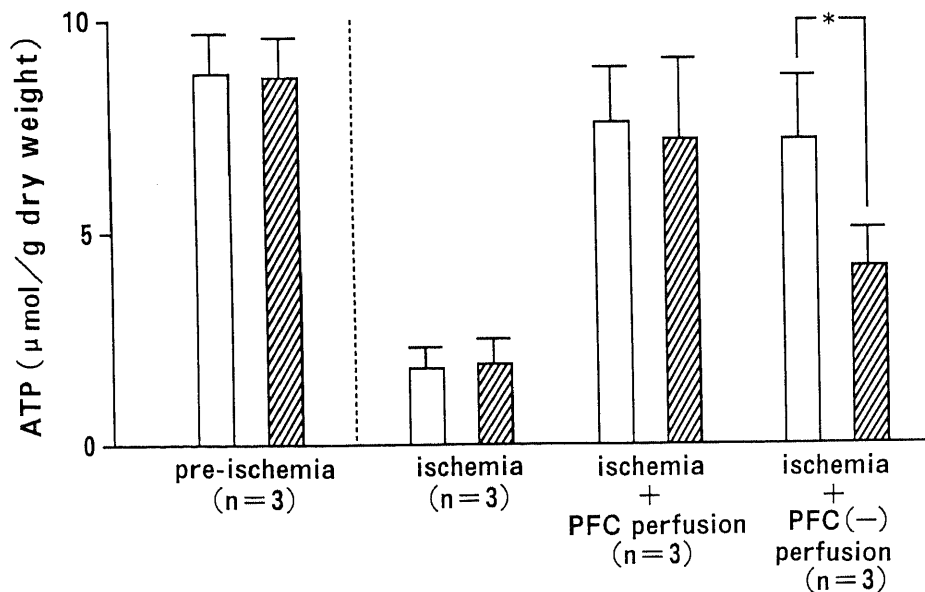 ATP (μmol/g dry weight)
10
5
0
*
pre-ischemia
(n=3)
ischemia
(n=3)
ischemia
+
PFC perfusion
(n=3)
ischemia
+
PFC(−)
perfusion
(n=3)